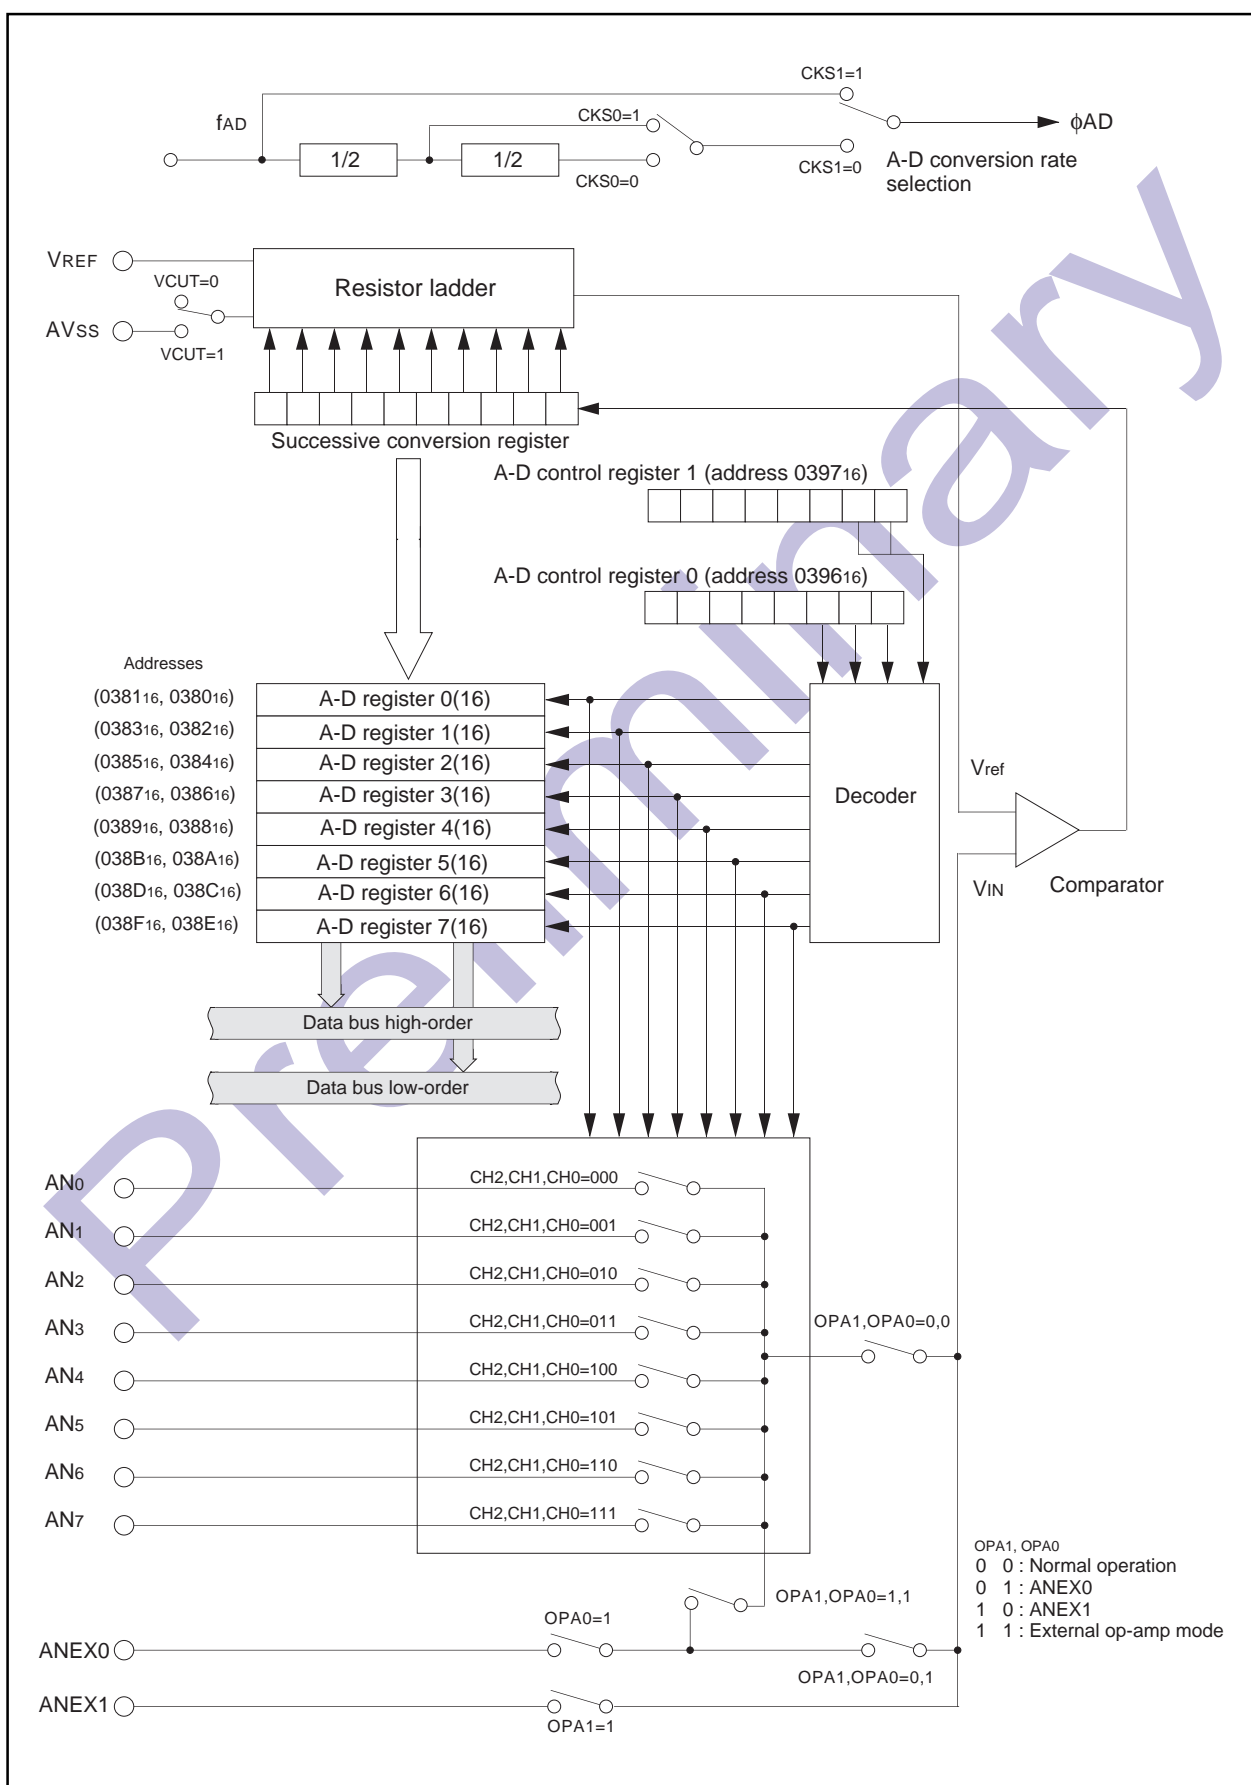 CKS1=1
CKS0=1
fAD
ϕAD
1/2
1/2
CKS0=0
CKS1=0
A-D conversion rate
selection
VREF
VCUT=0
Resistor ladder
AVSS
VCUT=1
Successive conversion register
A-D control register 1 (address 039716)
A-D control register 0 (address 039616)
Addresses
(038116, 038016)
A-D register 0(16)
(038316, 038216)
A-D register 1(16)
(038516, 038416)
A-D register 2(16)
(038716, 038616)
A-D register 3(16)
(038916, 038816)
A-D register 4(16)
(038B16, 038A16)
A-D register 5(16)
(038D16, 038C16)
A-D register 6(16)
(038F16, 038E16)
A-D register 7(16)
Decoder
Vref
VIN
Comparator
Data bus high-order
Data bus low-order
AN0
CH2,CH1,CH0=000
AN1
CH2,CH1,CH0=001
AN2
CH2,CH1,CH0=010
AN3
CH2,CH1,CH0=011
OPA1,OPA0=0,0
AN4
CH2,CH1,CH0=100
AN5
CH2,CH1,CH0=101
AN6
CH2,CH1,CH0=110
AN7
CH2,CH1,CH0=111
OPA1, OPA0
0 0 : Normal operation
0 1 : ANEX0
1 0 : ANEX1
1 1 : External op-amp mode
OPA1,OPA0=1,1
OPA0=1
ANEX0
OPA1,OPA0=0,1
ANEX1
OPA1=1
Preliminary